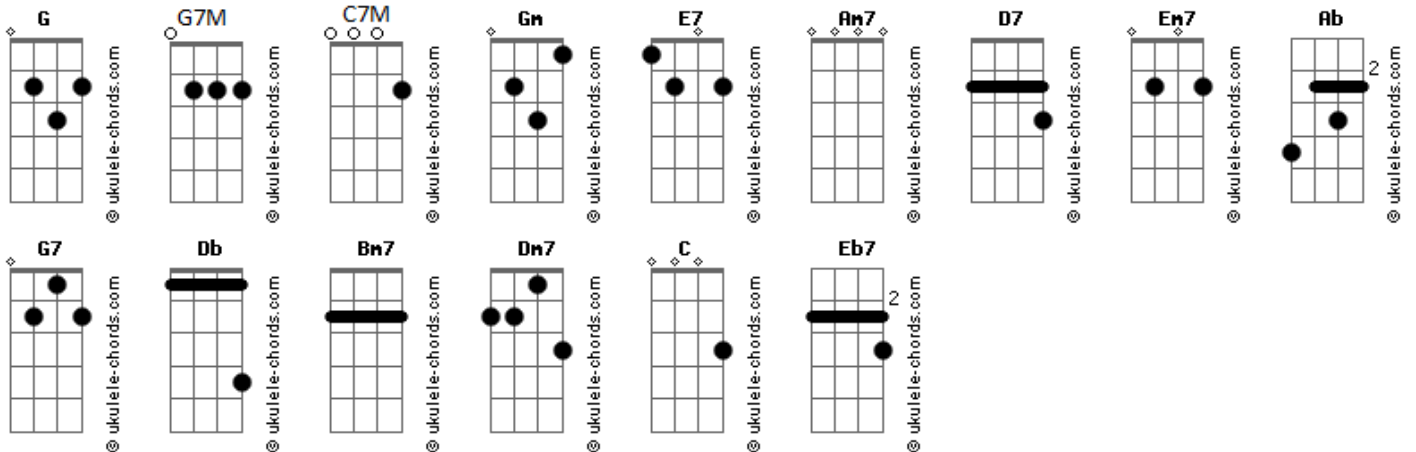 G G7M C7M Gm E7 Am7 D7 Em7 Ab
2
© ukulele-chords.com © ukulele-chords.com © ukulele-chords.com © ukulele-chords.com © ukulele-chords.com © ukulele-chords.com © ukulele-chords.com © ukulele-chords.com © ukulele-chords.com
G7 Db Bm7 Dm7 C Eb7
2
© ukulele-chords.com © ukulele-chords.com © ukulele-chords.com © ukulele-chords.com © ukulele-chords.com © ukulele-chords.com